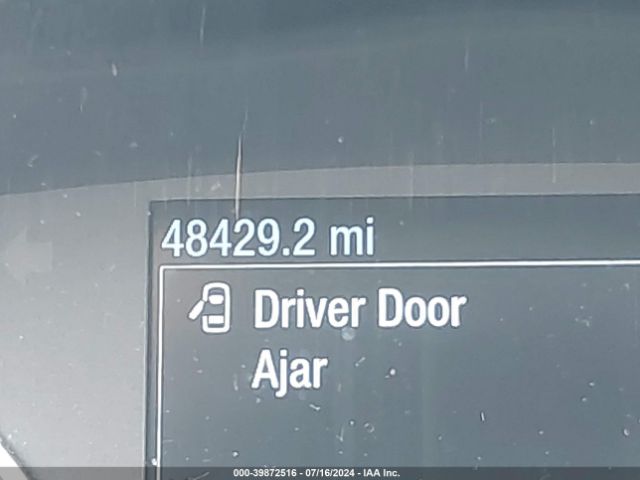 48429.2 mi
Driver Door
Ajar
000-39872516 - 07/16/2024 - IAA Inc.